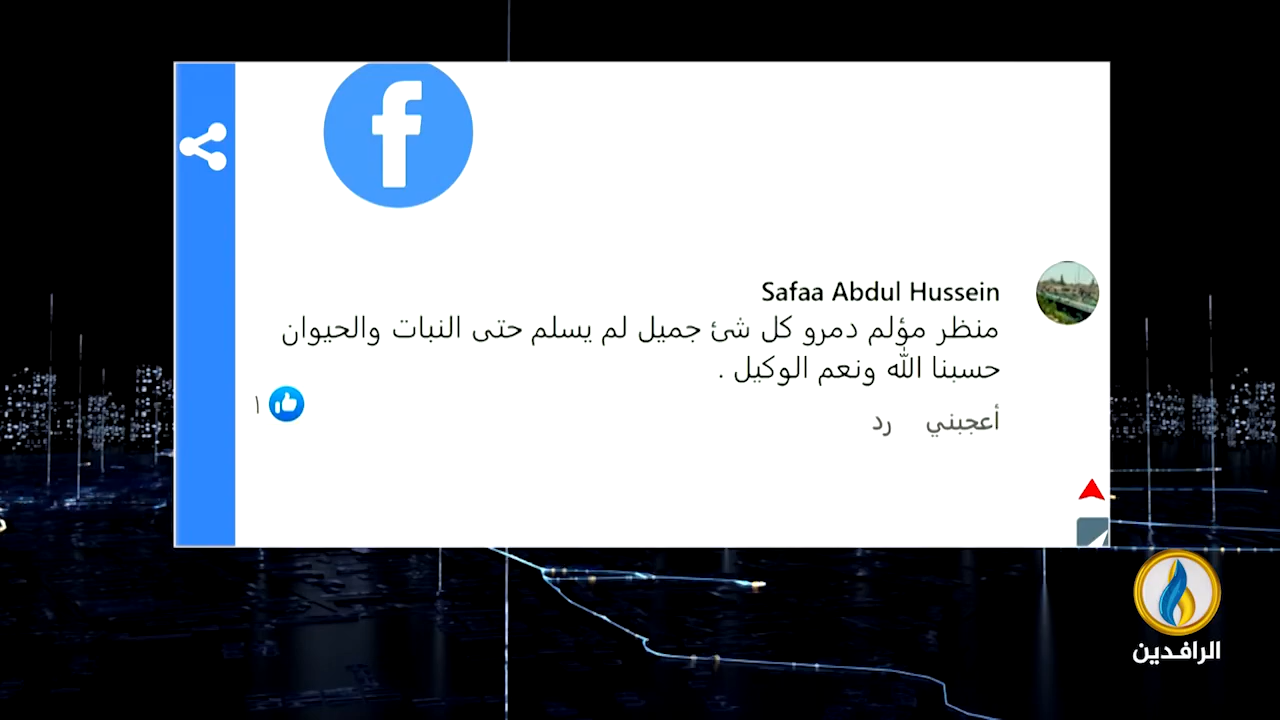 Safaa Abdul Hussein
منظر مؤلم دمرو كل شئ جميل لم يسلم حتى النبات والحيوان
حسبنا الله ونعم الوكيل .
أعجبني رد
١
الرافدين